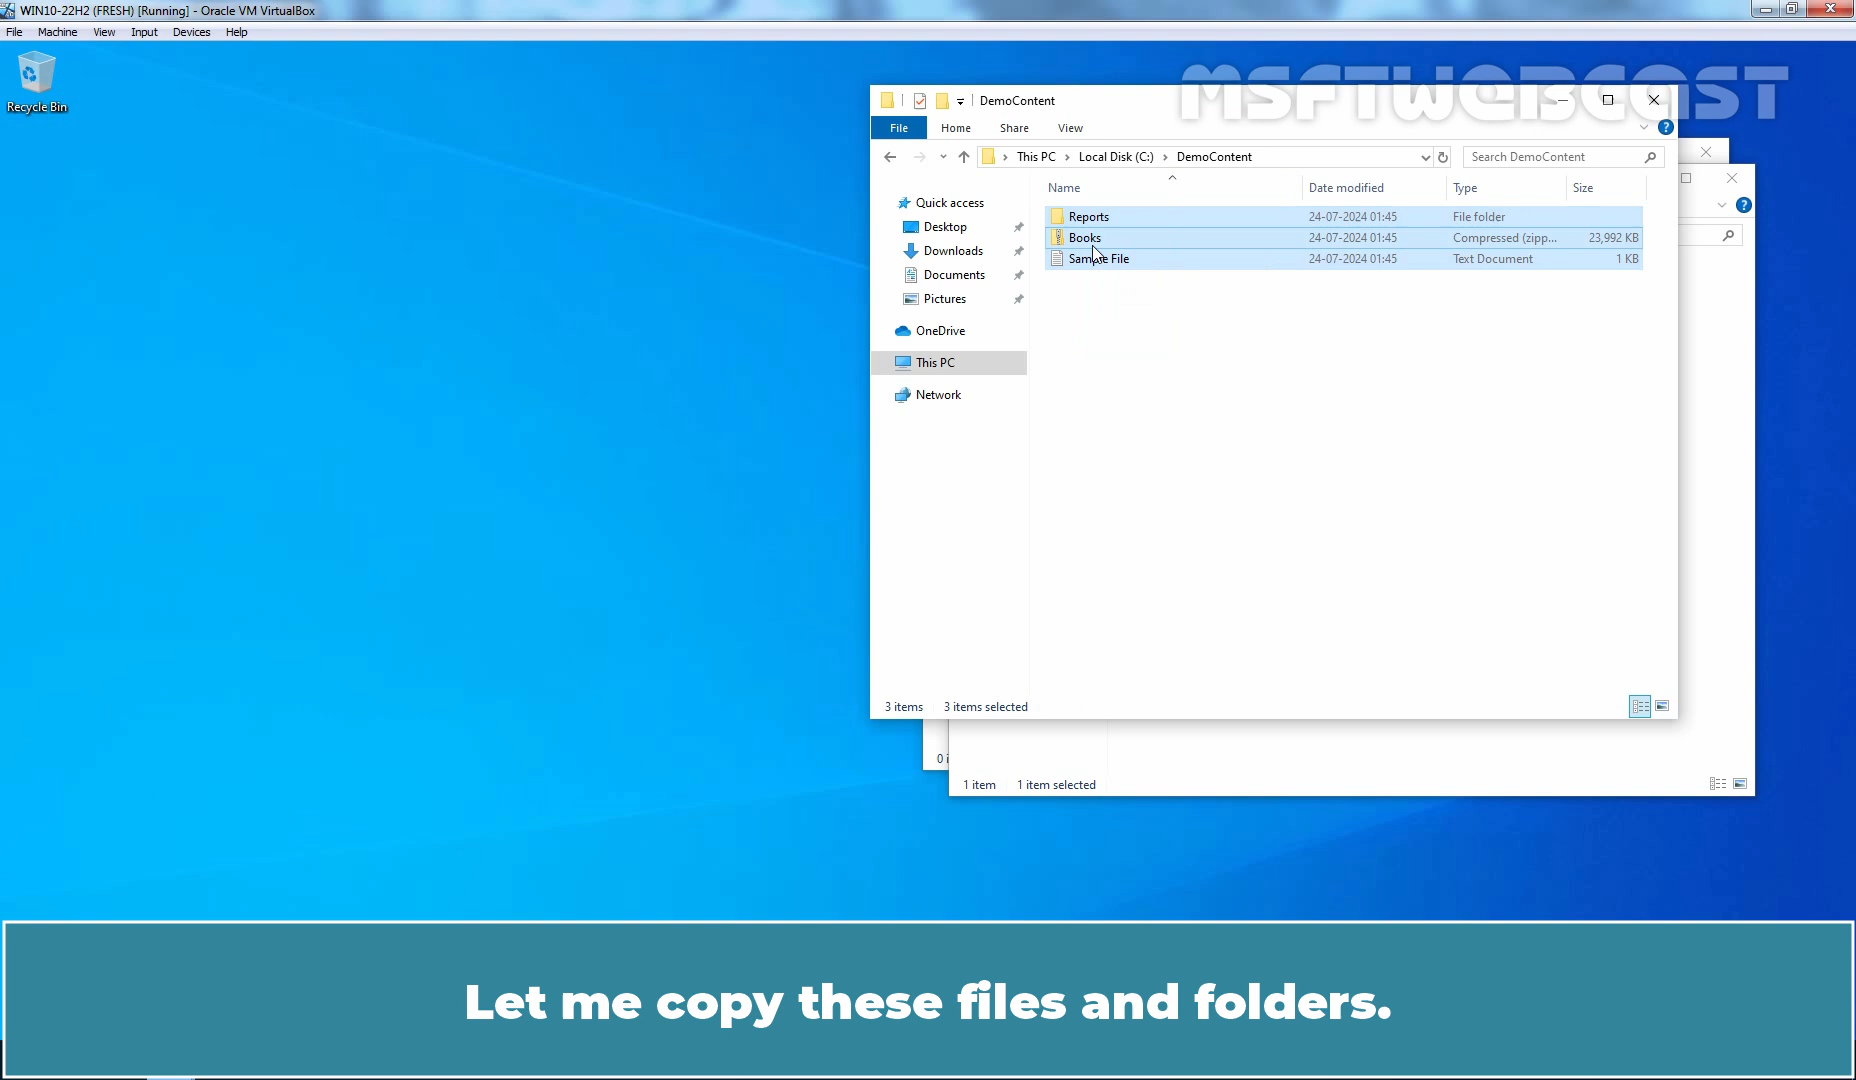 WIN10-22H2 (FRESH) [Running] - Oracle VM VirtualBox
File Machine View Input Devices Help
Recycle Bin
MSFTWEBCAST
DemoContent
File Home Share View
This PC Local Disk (C:) DemoContent
Search DemoContent
Name Date modified Type Size
Quick access
Desktop
Downloads
Documents
Pictures
OneDrive
This PC
Network
Reports 24-07-2024 01:45 File folder
Books 24-07-2024 01:45 Compressed (zipp... 23,992 KB
Sample File 24-07-2024 01:45 Text Document 1 KB
3 items 3 items selected
0 i
1 item 1 item selected
Let me copy these files and folders.